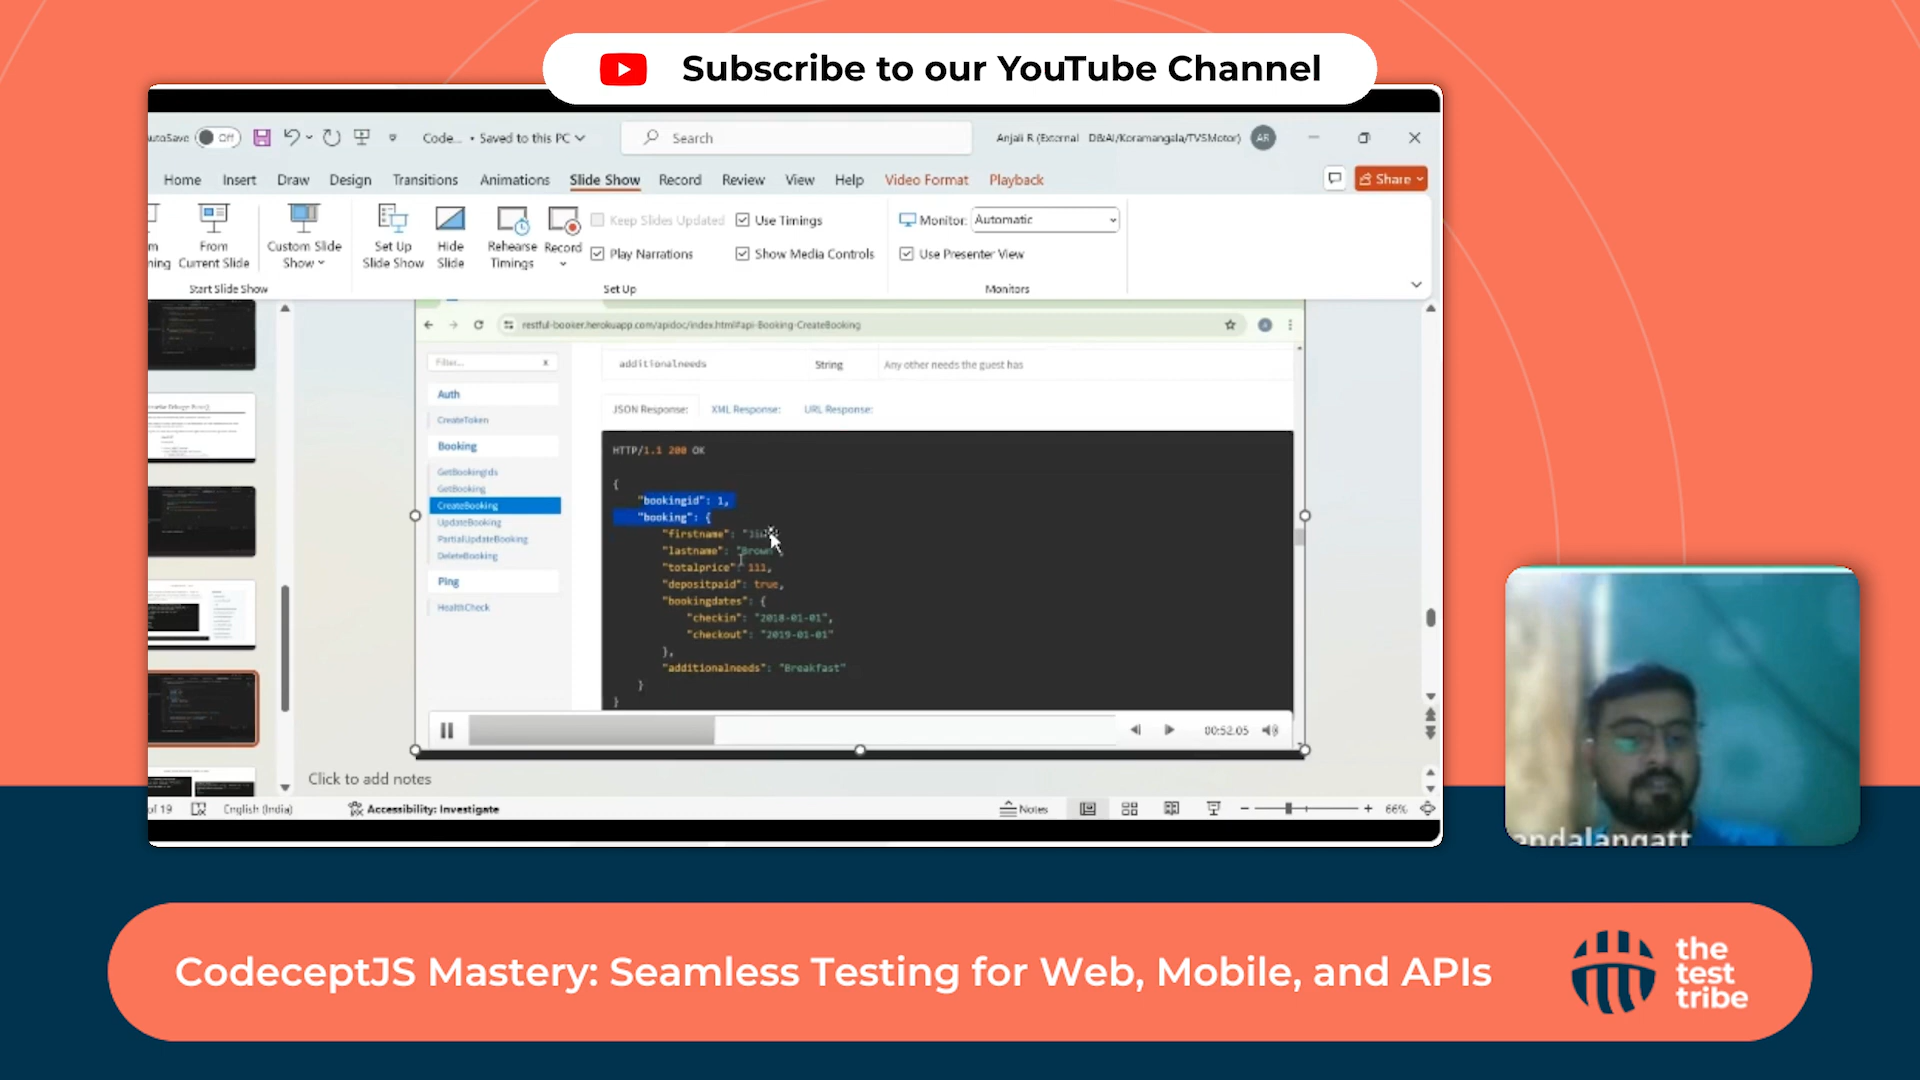 Subscribe to our YouTube Channel
AutoSave Off Code... • Saved to this PC Search Anjali R (External D&AI/Koramangala/TVSMotor) AR
Home Insert Draw Design Transitions Animations Slide Show Record Review View Help Video Format Playback Share
From Current Slide
Custom Slide Show
Set Up Slide Show
Hide Slide
Rehearse Timings
Record
Keep Slides Updated Use Timings
Play Narrations Show Media Controls
Monitor: Automatic
Use Presenter View
Start Slide Show Set Up Monitors
restful-booker.herokuapp.com/apidoc/index.html#api-Booking-CreateBooking
Filter... x
Auth
CreateToken
Booking
GetBookingIds
GetBooking
CreateBooking
UpdateBooking
PartialUpdateBooking
DeleteBooking
Ping
HealthCheck
additionalneeds String Any other needs the guest has
JSON Response: XML Response: URL Response:
HTTP/1.1 200 OK
{
"bookingid": 1,
"booking": {
"firstname":
"lastname": "Brown",
"totalprice": 111,
"depositpaid": true,
"bookingdates": {
"checkin": "2018-01-01",
"checkout": "2019-01-01"
},
"additionalneeds": "Breakfast"
}
}
00:52.05
Click to add notes
of 19 English (India) Accessibility: Investigate Notes 66%
andalangatt
CodeceptJS Mastery: Seamless Testing for Web, Mobile, and APIs
the
test
tribe